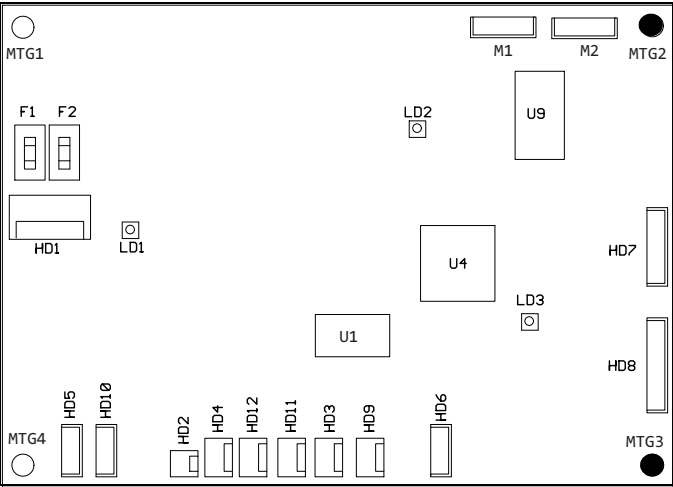 M1 M2
MTG1 MTG2
F1 F2 LD2 U9
HD1 LD1 HD7
U4
LD3
U1
HD8
HD5 HD10 HD2 HD4 HD12 HD11 HD3 HD9 HD6
MTG4 MTG3